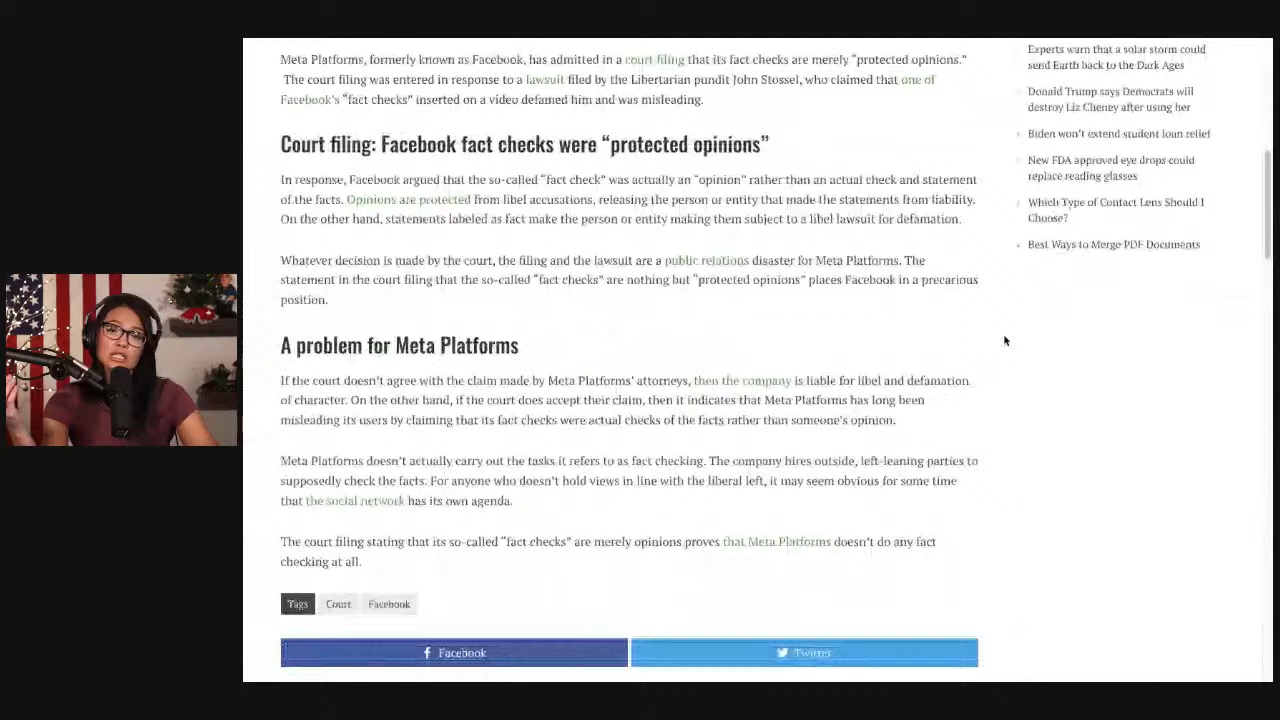 Meta Platforms, formerly known as Facebook, has admitted in a court filing that its fact checks are merely “protected opinions.”
The court filing was entered in response to a lawsuit filed by the Libertarian pundit John Stossel, who claimed that one of
Facebook's “fact checks” inserted on a video defamed him and was misleading.
Court filing: Facebook fact checks were “protected opinions”
In response, Facebook argued that the so-called “fact check” was actually an “opinion” rather than an actual check and statement
of the facts. Opinions are protected from libel accusations, releasing the person or entity that made the statements from liability.
On the other hand, statements labeled as fact make the person or entity making them subject to a libel lawsuit for defamation.
Whatever decision is made by the court, the filing and the lawsuit are a public relations disaster for Meta Platforms. The
statement in the court filing that the so-called “fact checks” are nothing but “protected opinions” places Facebook in a precarious
position.
A problem for Meta Platforms
If the court doesn't agree with the claim made by Meta Platforms' attorneys, then the company is liable for libel and defamation
of character. On the other hand, if the court does accept their claim, then it indicates that Meta Platforms has long been
misleading its users by claiming that its fact checks were actual checks of the facts rather than someone's opinion.
Meta Platforms doesn't actually carry out the tasks it refers to as fact checking. The company hires outside, left-leaning parties to
supposedly check the facts. For anyone who doesn't hold views in line with the liberal left, it may seem obvious for some time
that the social network has its own agenda.
The court filing stating that its so-called “fact checks” are merely opinions proves that Meta Platforms doesn't do any fact
checking at all.
Tags Court Facebook
Facebook Twitter
Experts warn that a solar storm could
send Earth back to the Dark Ages
Donald Trump says Democrats will
destroy Liz Cheney after using her
Biden won't extend student loan relief
New FDA approved eye drops could
replace reading glasses
Which Type of Contact Lens Should I
Choose?
Best Ways to Merge PDF Documents